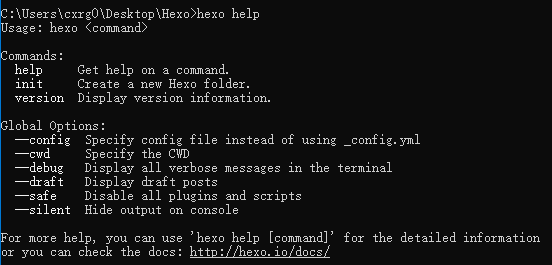 C:\Users\cxrg0\Desktop\Hexo>hexo help
Usage: hexo <command>
Commands:
help     Get help on a command.
init     Create a new Hexo folder.
version  Display version information.
Global Options:
--config  Specify config file instead of using _config.yml
--cwd     Specify the CWD
--debug   Display all verbose messages in the terminal
--draft   Display draft posts
--safe    Disable all plugins and scripts
--silent  Hide output on console
For more help, you can use 'hexo help [command]' for the detailed information
or you can check the docs: http://hexo.io/docs/